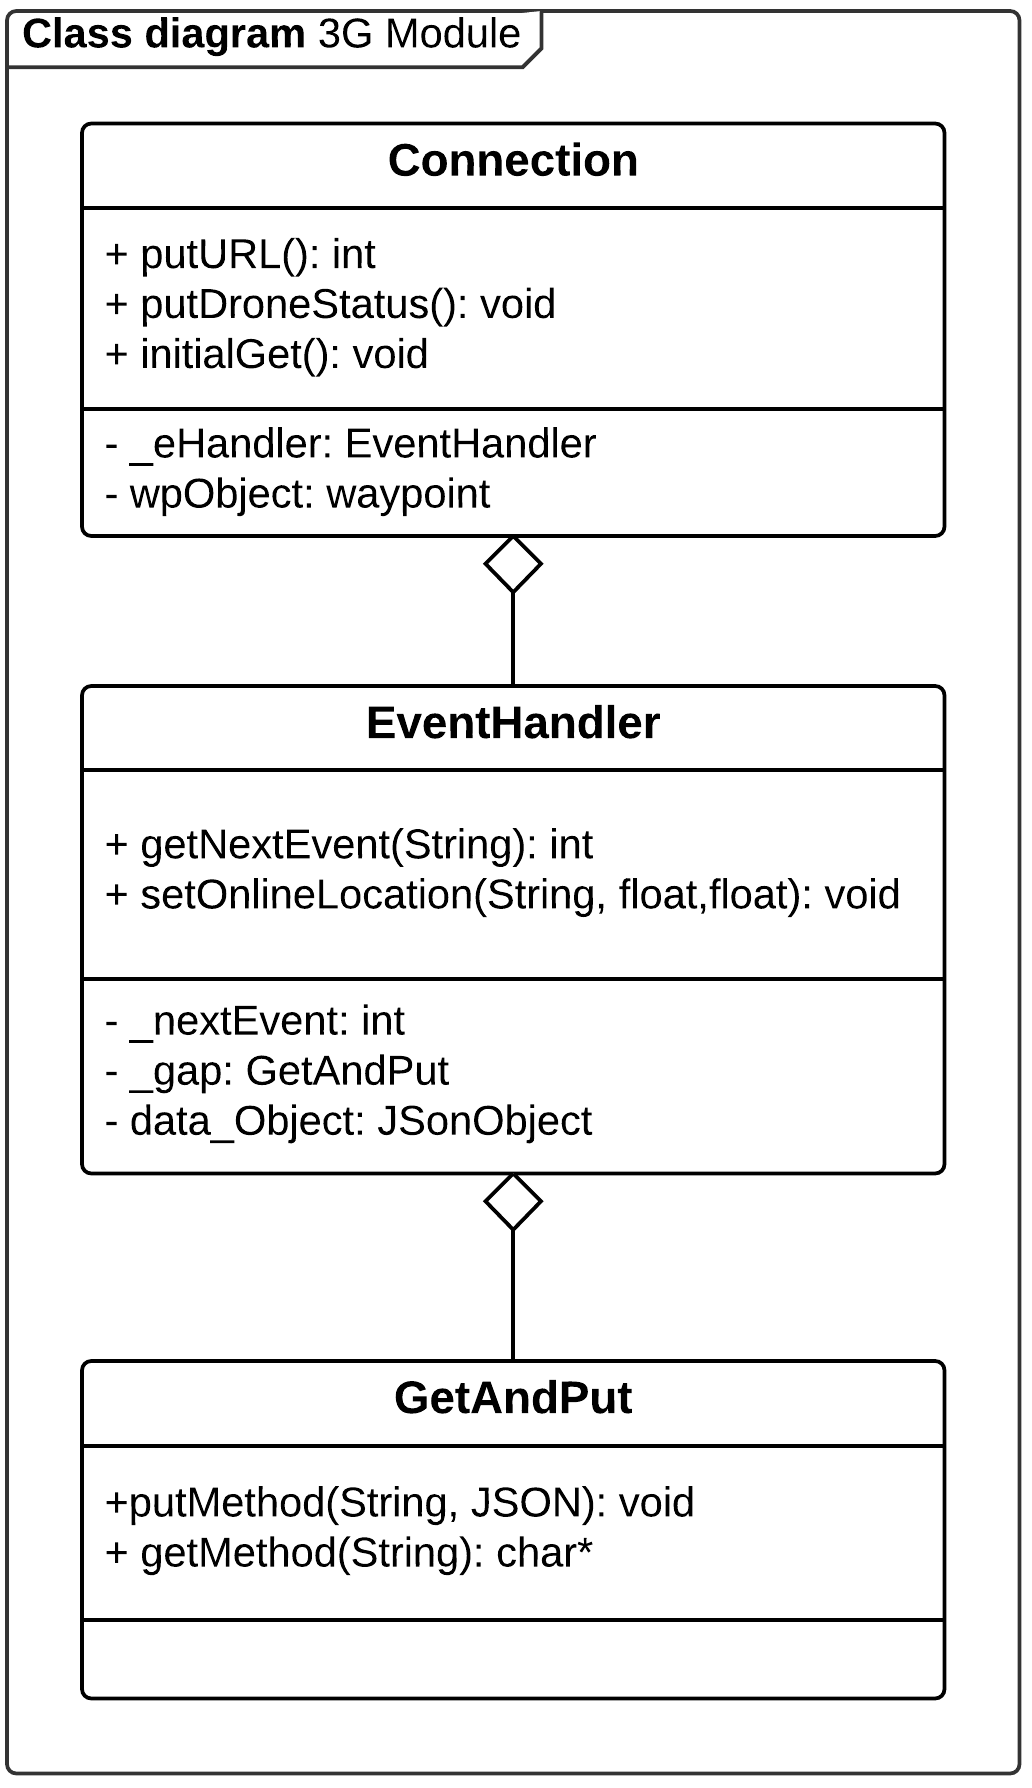 Class diagram 3G Module
Connection
+ putURL(): int
+ putDroneStatus(): void
+ initialGet(): void
- _eHandler: EventHandler
- wpObject: waypoint
EventHandler
+ getNextEvent(String): int
+ setOnlineLocation(String, float,float): void
- _nextEvent: int
- _gap: GetAndPut
- data_Object: JSonObject
GetAndPut
+putMethod(String, JSON): void
+ getMethod(String): char*